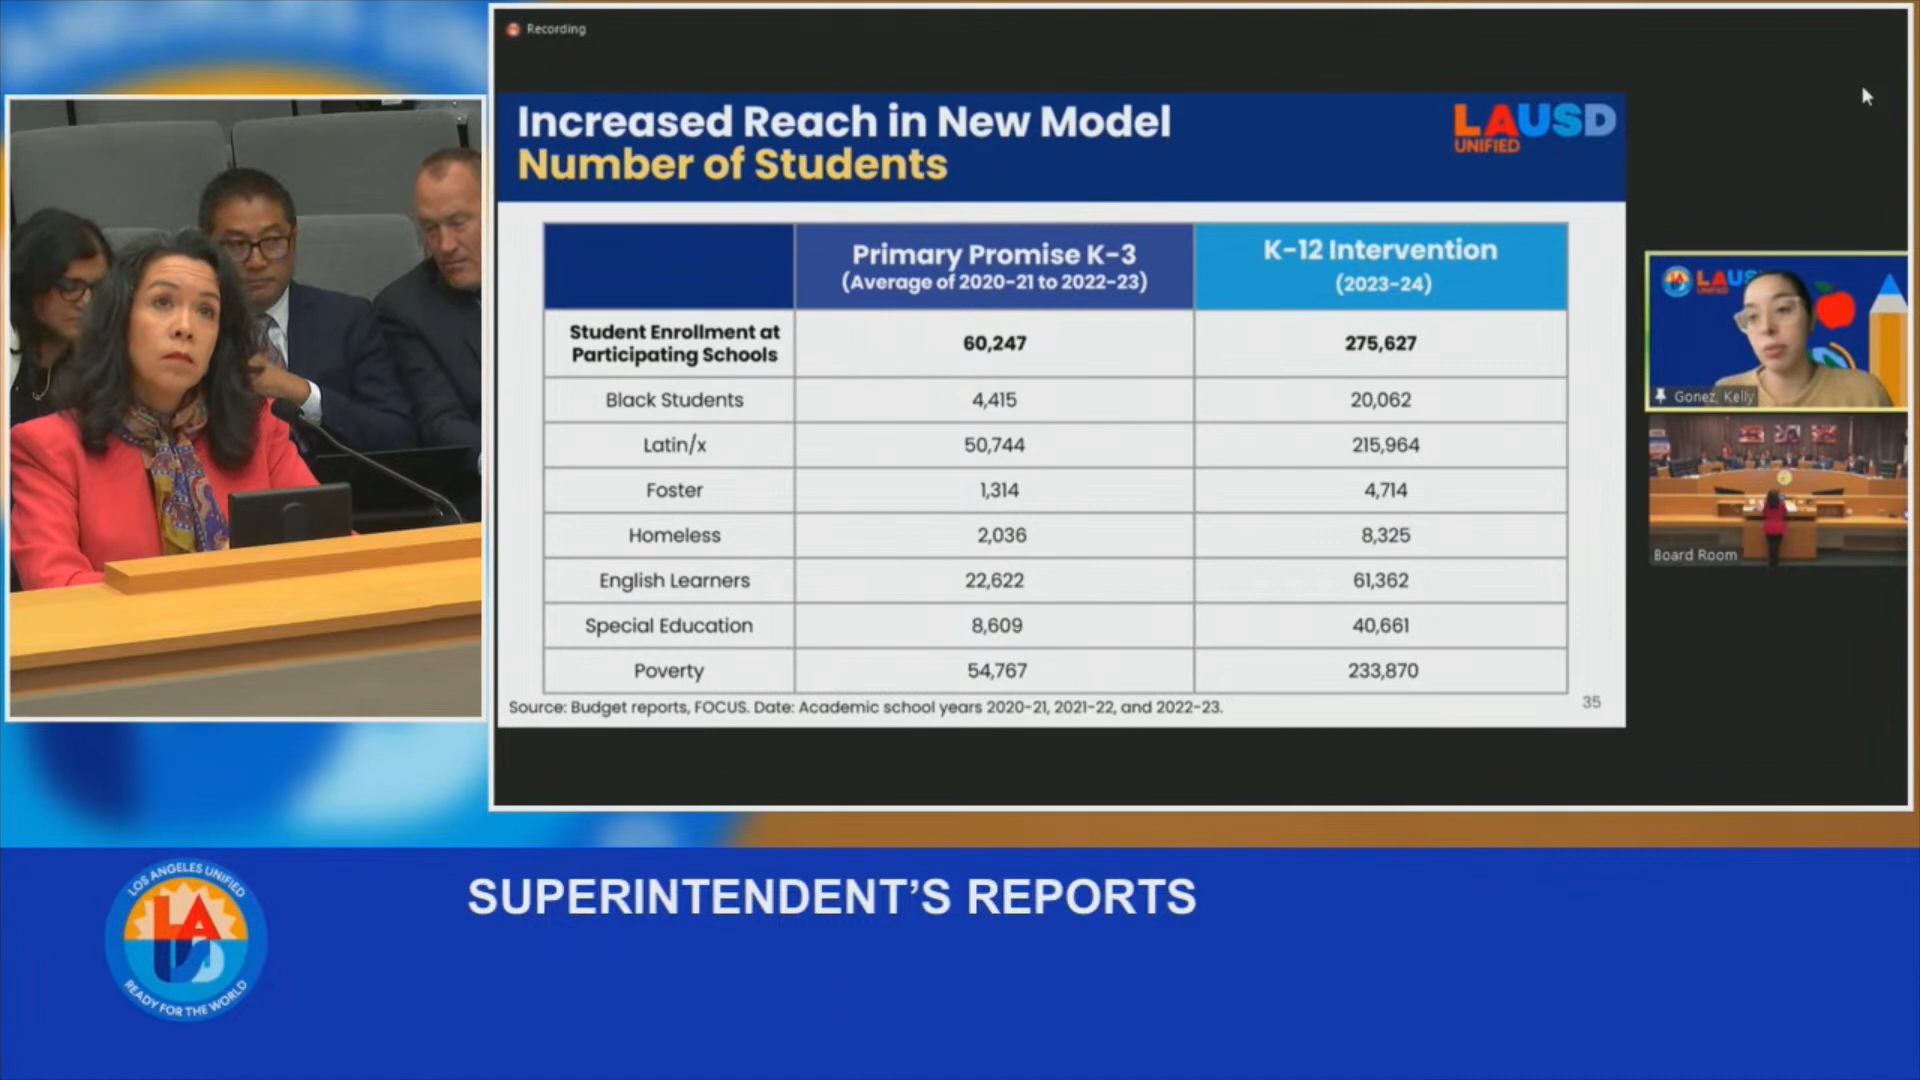 Recording
Increased Reach in New Model
Number of Students
LAUSD
UNIFIED
Primary Promise K-3
(Average of 2020-21 to 2022-23)
K-12 Intervention
(2023-24)
Student Enrollment at
Participating Schools
60,247
275,627
Black Students
4,415
20,062
Latin/x
50,744
215,964
Foster
1,314
4,714
Homeless
2,036
8,325
English Learners
22,622
61,362
Special Education
8,609
40,661
Poverty
54,767
233,870
Source: Budget reports, FOCUS. Date: Academic school years 2020-21, 2021-22, and 2022-23.
35
Gonez, Kelly
Board Room
SUPERINTENDENT’S REPORTS
LOS ANGELES UNIFIED
LA
US
READY FOR THE WORLD